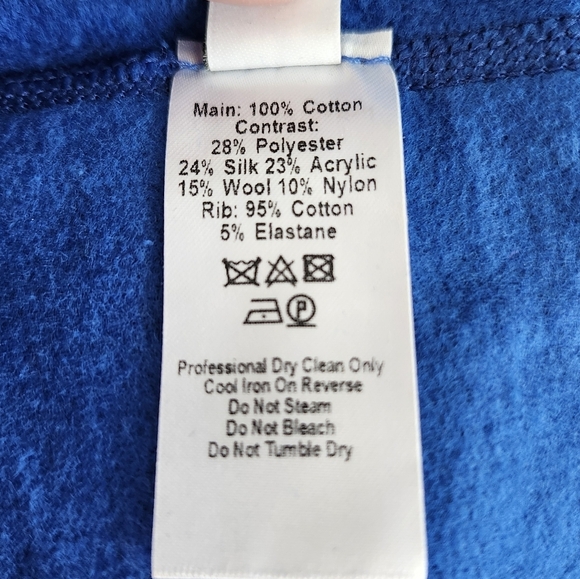 Main: 100% Cotton
Contrast:
28% Polyester
24% Silk 23% Acrylic
15% Wool 10% Nylon
Rib: 95% Cotton
5% Elastane
P
Professional Dry Clean Only
Cool Iron On Reverse
Do Not Steam
Do Not Bleach
Do Not Tumble Dry